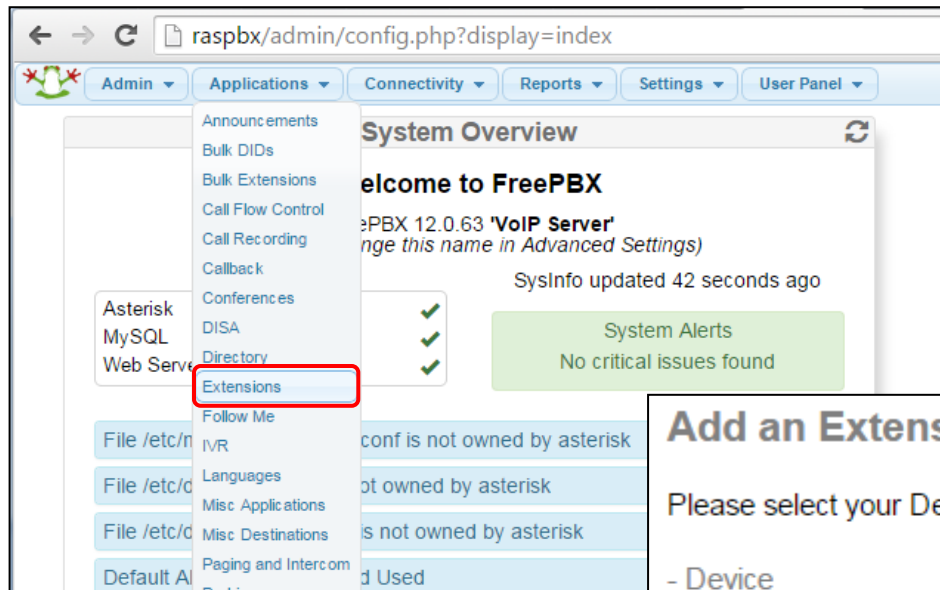 raspbx/admin/config.php?display=index
Admin Applications Connectivity Reports Settings User Panel
Announcements
Bulk DIDs
Bulk Extensions
Call Flow Control
Call Recording
Callback
Conferences
DISA
Directory
Extensions
Follow Me
IVR
Languages
Misc Applications
Misc Destinations
Paging and Intercom
System Overview
elcome to FreePBX
ePBX 12.0.63 'VoIP Server'
nge this name in Advanced Settings)
SysInfo updated 42 seconds ago
Asterisk
MySQL
Web Serve
System Alerts
No critical issues found
File /etc/ conf is not owned by asterisk
File /etc/d ot owned by asterisk
File /etc/d is not owned by asterisk
Default A d Used
Add an Extens
Please select your De
- Device